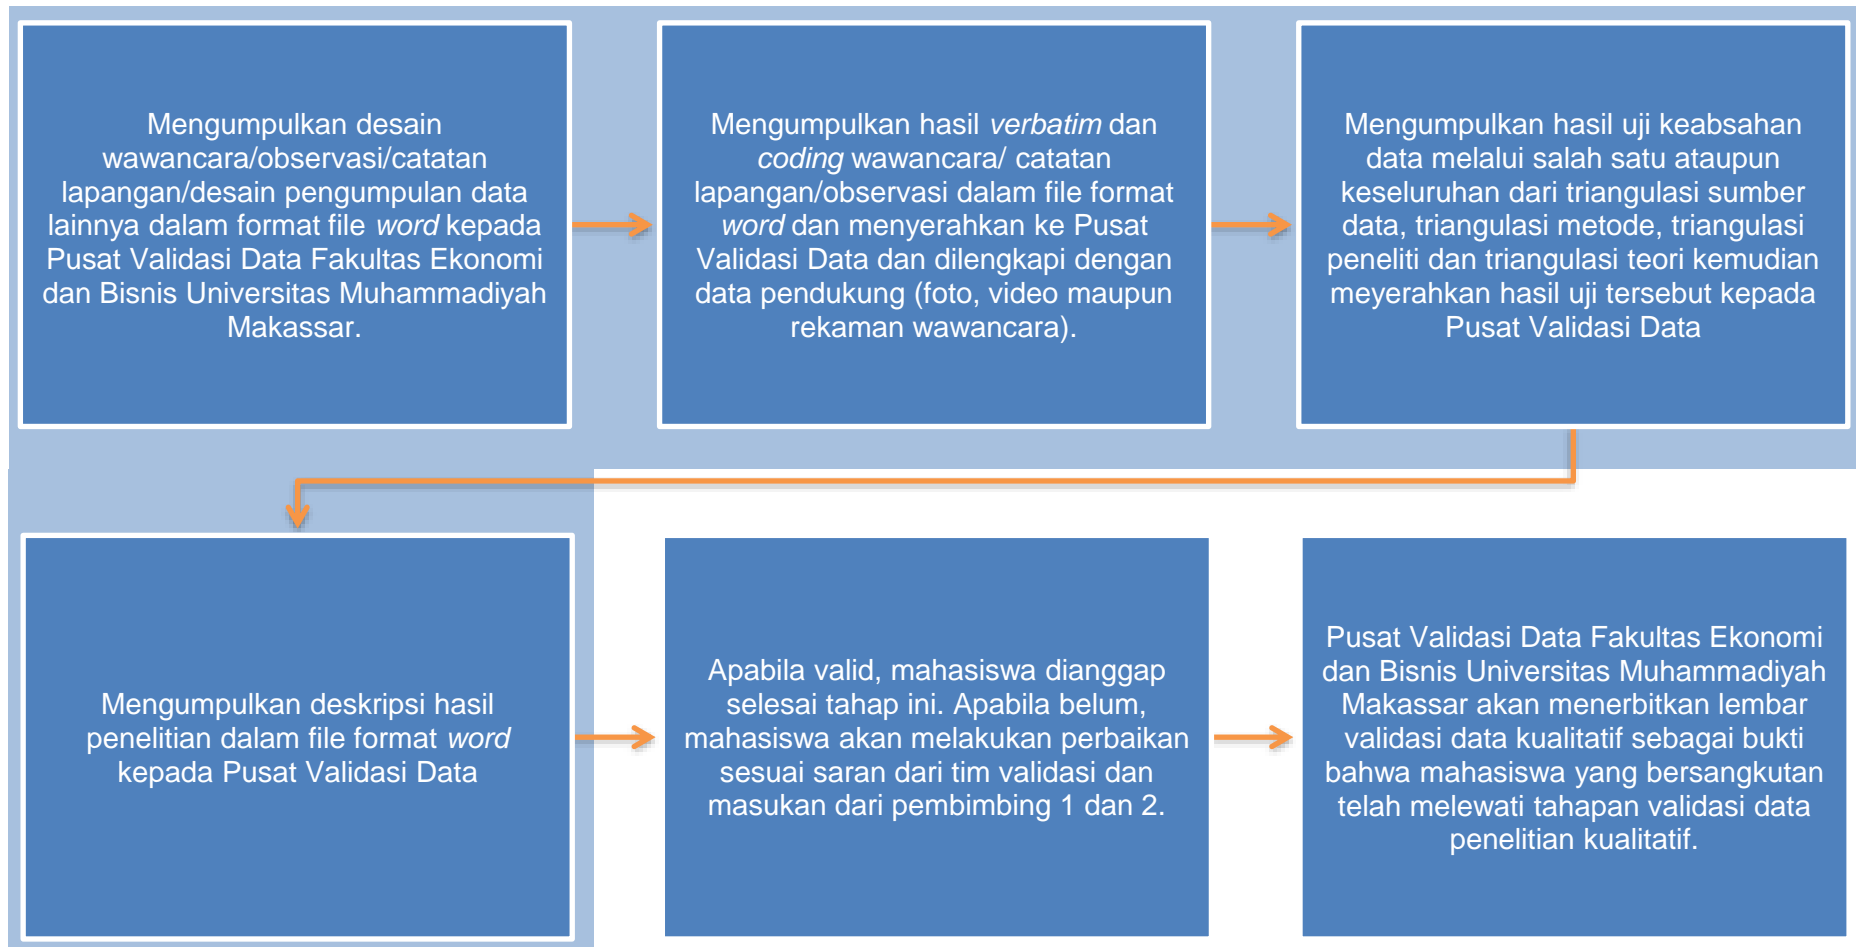 Mengumpulkan desain
wawancara/observasi/catatan
lapangan/desain pengumpulan data
lainnya dalam format file word kepada
Pusat Validasi Data Fakultas Ekonomi
dan Bisnis Universitas Muhammadiyah
Makassar.
Mengumpulkan hasil verbatim dan
coding wawancara/ catatan
lapangan/observasi dalam file format
word dan menyerahkan ke Pusat
Validasi Data dan dilengkapi dengan
data pendukung (foto, video maupun
rekaman wawancara).
Mengumpulkan hasil uji keabsahan
data melalui salah satu ataupun
keseluruhan dari triangulasi sumber
data, triangulasi metode, triangulasi
peneliti dan triangulasi teori kemudian
meyerahkan hasil uji tersebut kepada
Pusat Validasi Data
Mengumpulkan deskripsi hasil
penelitian dalam file format word
kepada Pusat Validasi Data
Apabila valid, mahasiswa dianggap
selesai tahap ini. Apabila belum,
mahasiswa akan melakukan perbaikan
sesuai saran dari tim validasi dan
masukan dari pembimbing 1 dan 2.
Pusat Validasi Data Fakultas Ekonomi
dan Bisnis Universitas Muhammadiyah
Makassar akan menerbitkan lembar
validasi data kualitatif sebagai bukti
bahwa mahasiswa yang bersangkutan
telah melewati tahapan validasi data
penelitian kualitatif.